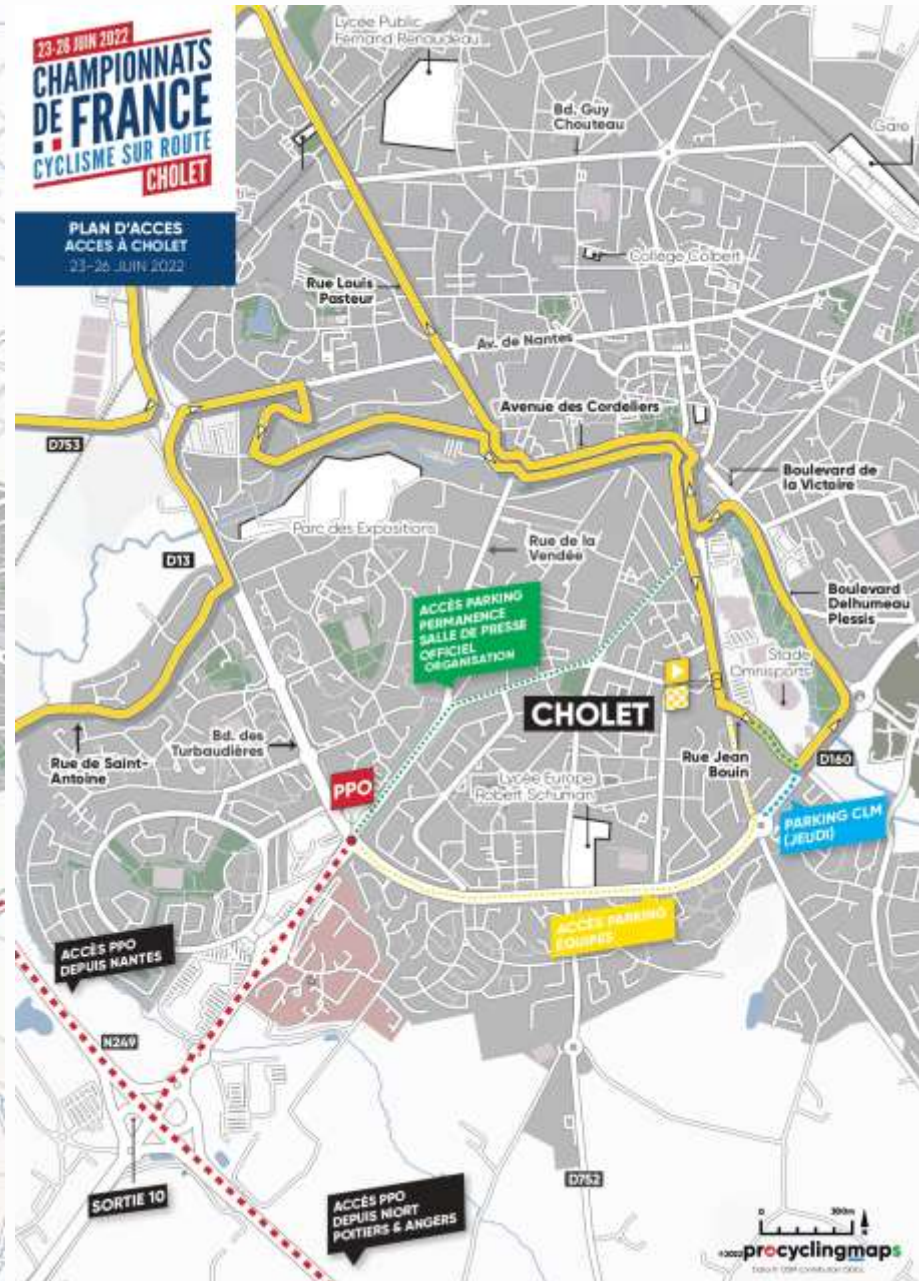 23-26 JUIN 2022
CHAMPIONNATS
DE FRANCE
CYCLISME SUR ROUTE
CHOLET
PLAN D'ACCES
ACCES À CHOLET
23-26 JUIN 2022
Lycée Public
Fernand Renaudeau
Bd. Guy
Chouteau
Gare
Collège Colbert
Rue Louis
Pasteur
Av. de Nantes
Avenue des Cordeliers
D753
Boulevard de
la Victoire
Parc des Expositions
Rue de la
Vendée
D13
ACCÈS PARKING
PERMANENCE
SALLE DE PRESSE
OFFICIEL
ORGANISATION
Boulevard
Delhumeau
Plessis
Stade
Omnisports
CHOLET
Rue de Saint-
Antoine
Bd. des
Turbaudières
Rue Jean
Bouin
D160
PPO
Lycée Europe
Robert Schuman
PARKING CLM
(JEUDI)
ACCÈS PARKING
EQUIPES
ACCÈS PPO
DEPUIS NANTES
N249
SORTIE 10
ACCÈS PPO
DEPUIS NIORT
POITIERS & ANGERS
D752
0 300m
©2022 procyclingmaps